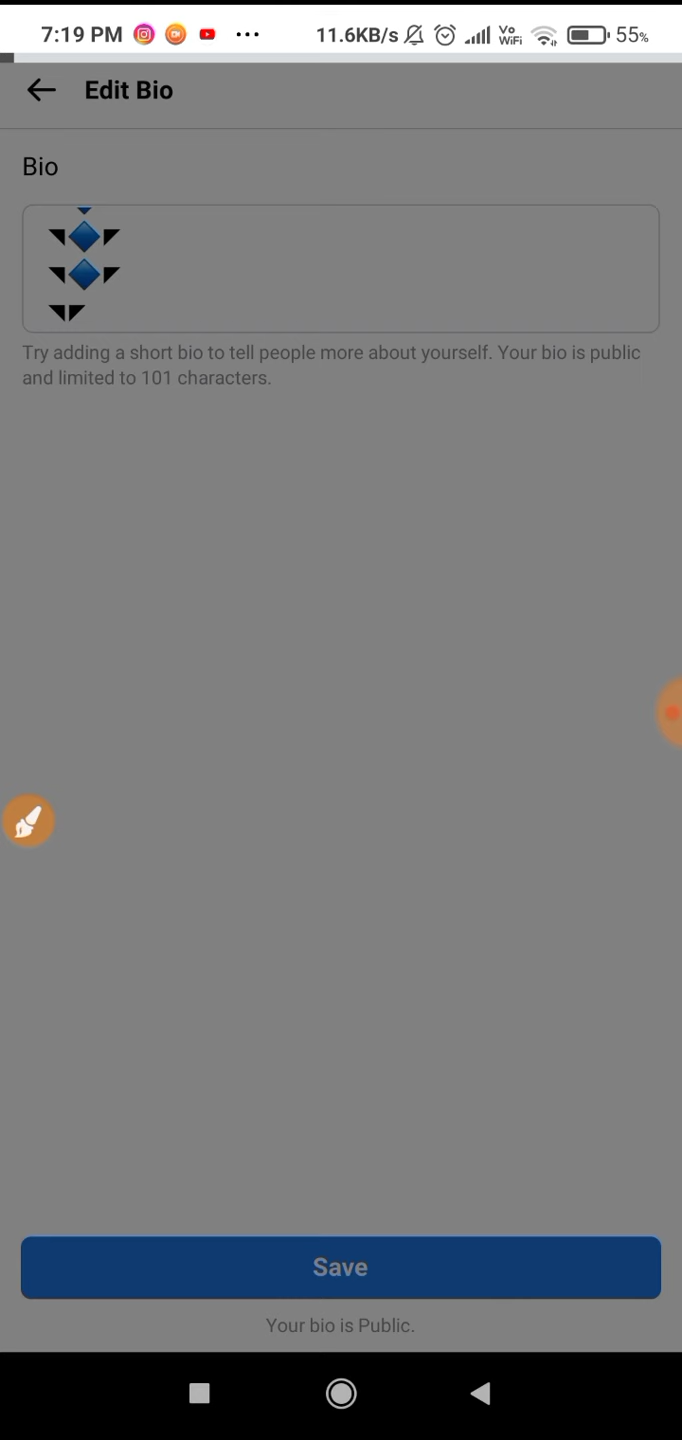 7:19 PM ... 11.6KB/s Vo WiFi 55%
Edit Bio
Bio
◥🔷◤
◥🔷◤
◥◤
Try adding a short bio to tell people more about yourself. Your bio is public
and limited to 101 characters.
Save
Your bio is Public.